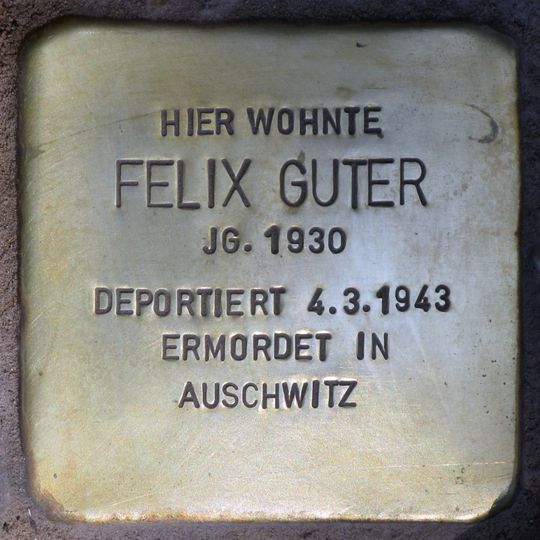 HIER WOHNTE
FELIX GUTER
JG. 1930
DEPORTIERT 4.3.1943
ERMORDET IN
AUSCHWITZ